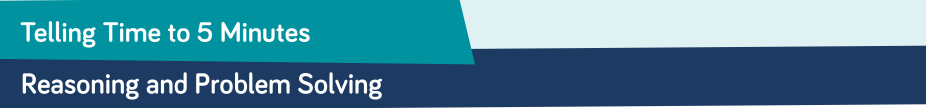 Telling Time to 5 Minutes
Reasoning and Problem Solving